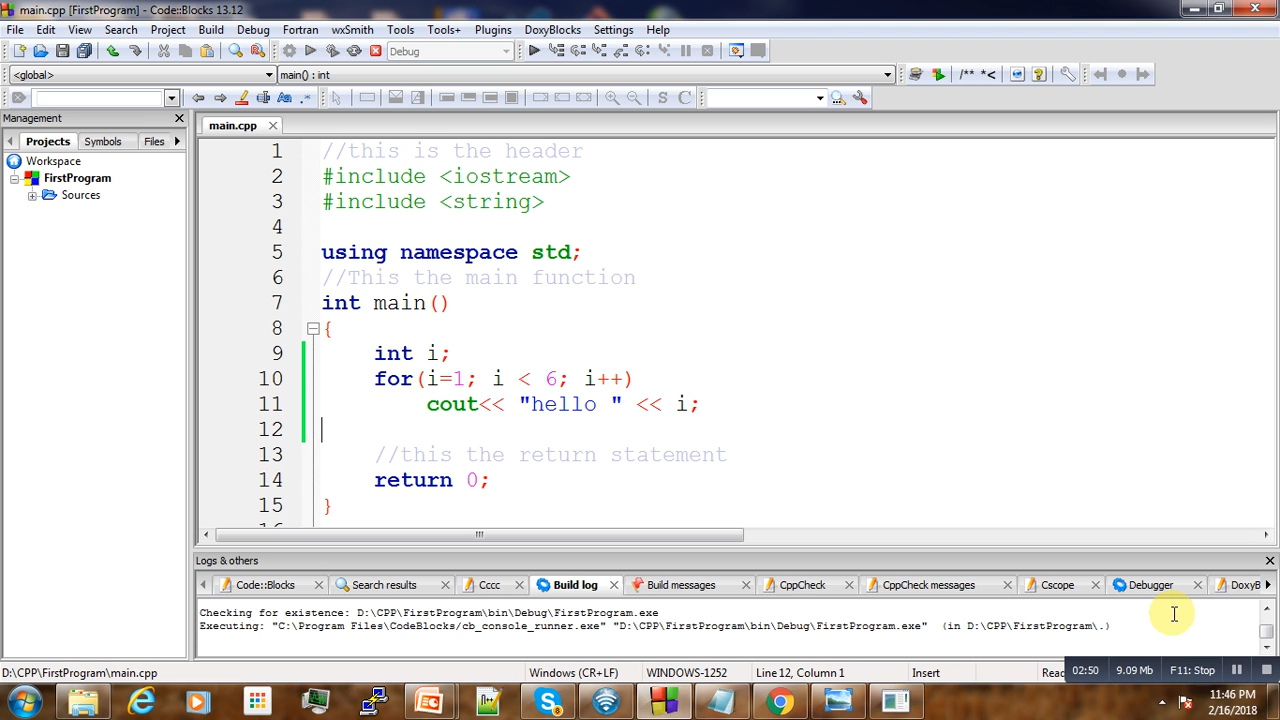 main.cpp [FirstProgram] - Code::Blocks 13.12
File Edit View Search Project Build Debug Fortran wxSmith Tools Tools+ Plugins DoxyBlocks Settings Help
Debug
<global> main() : int
/** *<
S C
Management
Projects Symbols Files
Workspace
FirstProgram
Sources
main.cpp
1 //this is the header
2 #include <iostream>
3 #include <string>
4
5 using namespace std;
6 //This the main function
7 int main()
8 {
9 int i;
10 for(i=1; i < 6; i++)
11 cout<< "hello " << i;
12
13 //this the return statement
14 return 0;
15 }
Logs & others
Code::Blocks Search results Cccc Build log Build messages CppCheck CppCheck messages Cscope Debugger DoxyB
Checking for existence: D:\CPP\FirstProgram\bin\Debug\FirstProgram.exe
Executing: "C:\Program Files\CodeBlocks/cb_console_runner.exe" "D:\CPP\FirstProgram\bin\Debug\FirstProgram.exe" (in D:\CPP\FirstProgram\.)
D:\CPP\FirstProgram\main.cpp Windows (CR+LF) WINDOWS-1252 Line 12, Column 1 Insert Reac
02:50 9.09 Mb F11: Stop
11:46 PM
2/16/2018